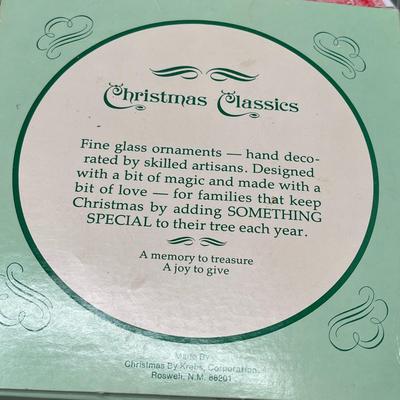 Christmas Classics
Fine glass ornaments — hand deco-
rated by skilled artisans. Designed
with a bit of magic and made with a
bit of love — for families that keep
Christmas by adding SOMETHING
SPECIAL to their tree each year.
A memory to treasure
A joy to give
Made By
Christmas By Krebs, Corporation
Roswell, N.M. 88201